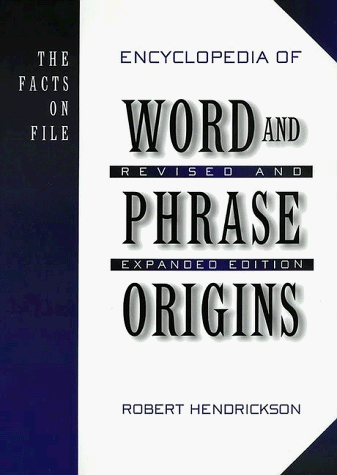 THE
FACTS
ON
FILE
ENCYCLOPEDIA OF
WORD AND
REVISED AND
PHRASE
EXPANDED EDITION
ORIGINS
ROBERT HENDRICKSON